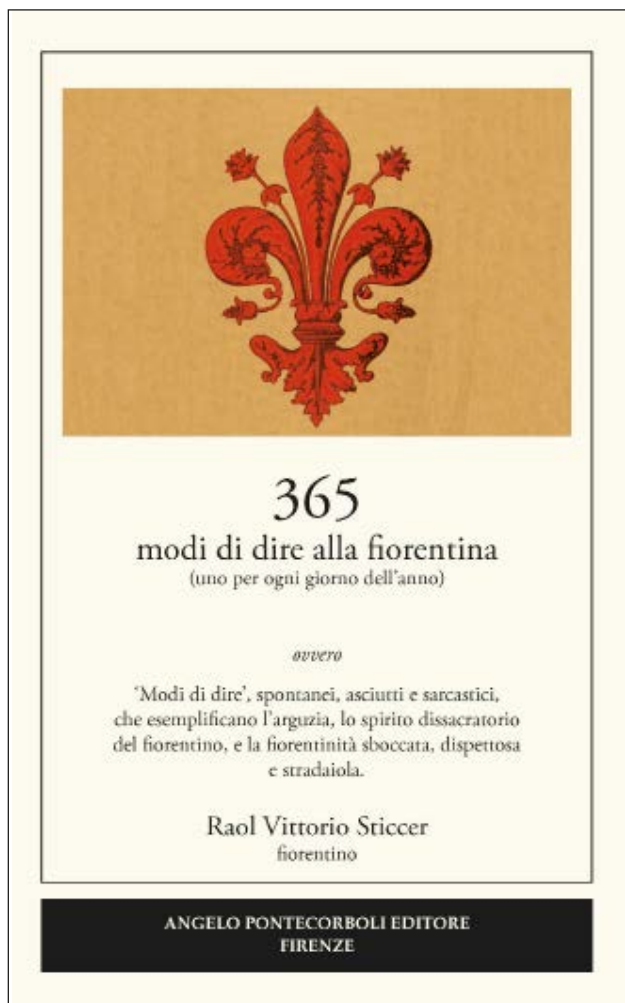 365
modi di dire alla fiorentina
(uno per ogni giorno dell'anno)
ovvero
'Modi di dire', spontanei, asciutti e sarcastici,
che esemplificano l'arguzia, lo spirito dissacratorio
del fiorentino, e la fiorentinità sboccata, dispettosa
e stradaiola.
Raol Vittorio Sticcer
fiorentino
ANGELO PONTECORBOLI EDITORE
FIRENZE